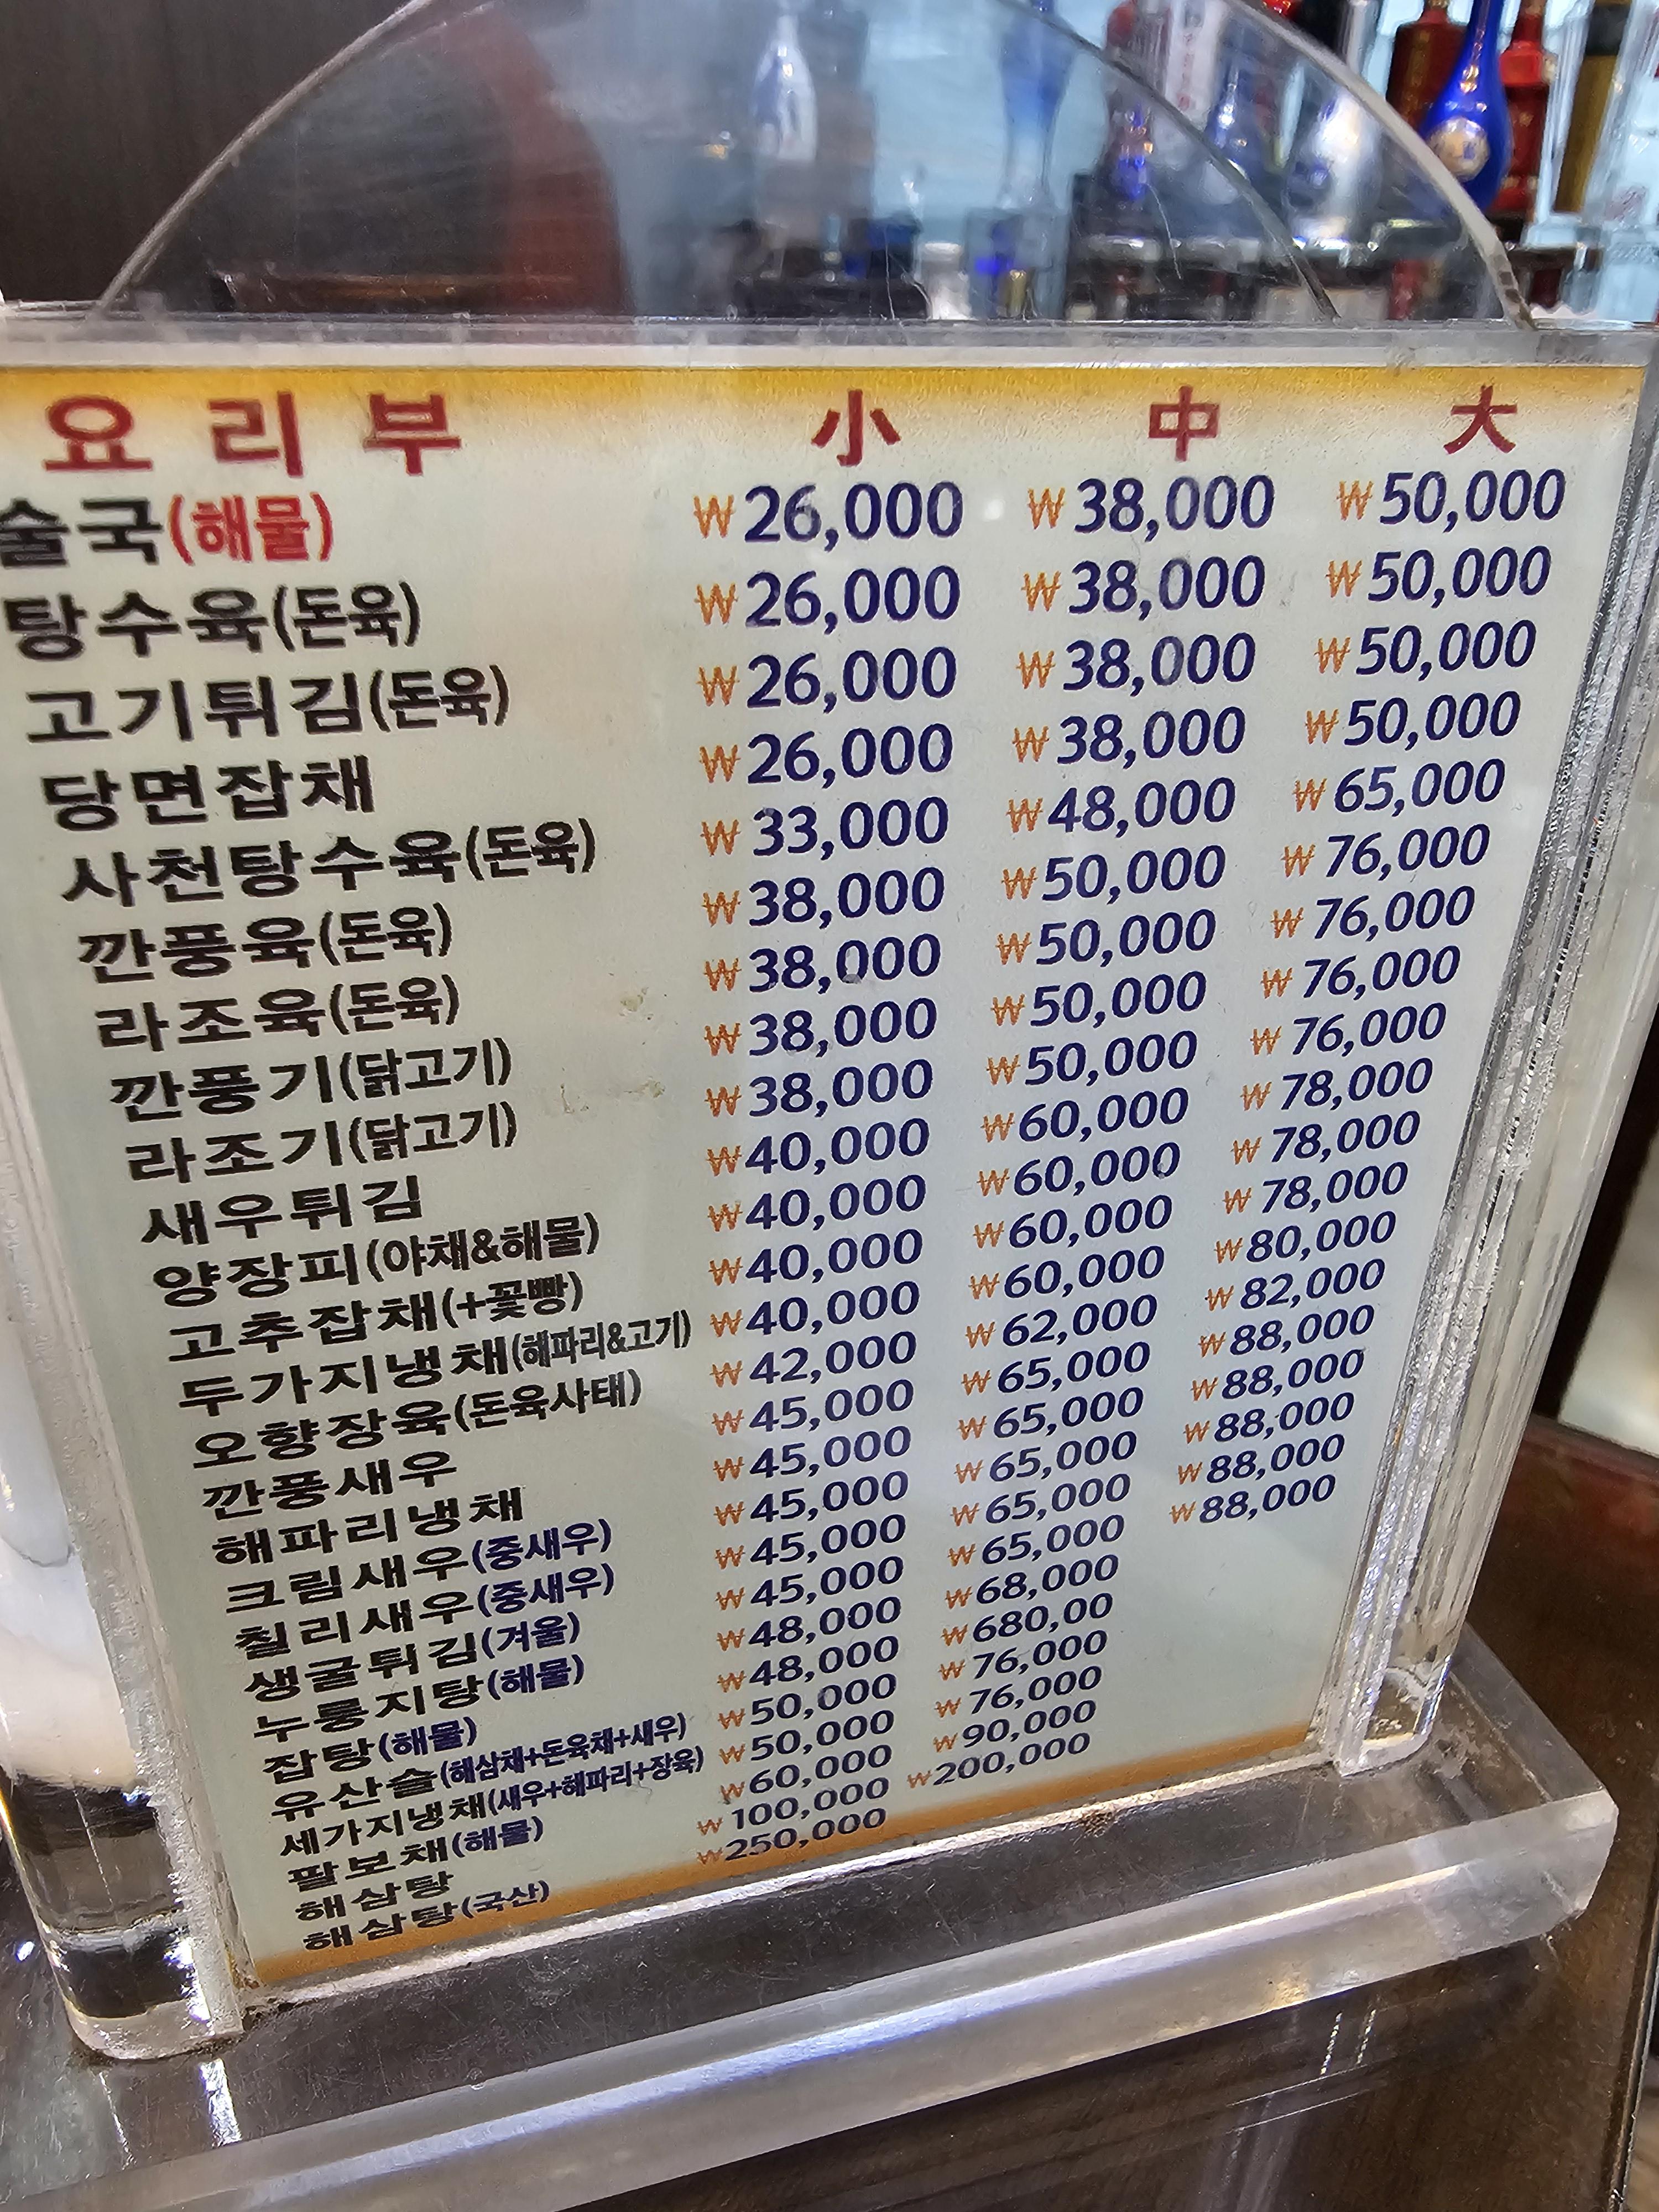 요리부 小 中 大
술국(해물) ₩26,000 ₩38,000 ₩50,000
탕수육(돈육) ₩26,000 ₩38,000 ₩50,000
고기튀김(돈육) ₩26,000 ₩38,000 ₩50,000
당면잡채 ₩26,000 ₩38,000 ₩50,000
사천탕수육(돈육) ₩33,000 ₩48,000 ₩65,000
깐풍육(돈육) ₩38,000 ₩50,000 ₩76,000
라조육(돈육) ₩38,000 ₩50,000 ₩76,000
깐풍기(닭고기) ₩38,000 ₩50,000 ₩76,000
라조기(닭고기) ₩38,000 ₩50,000 ₩76,000
새우튀김 ₩40,000 ₩60,000 ₩78,000
양장피(야채&해물) ₩40,000 ₩60,000 ₩78,000
고추잡채(+꽃빵) ₩40,000 ₩60,000 ₩78,000
두가지냉채(해파리&고기) ₩40,000 ₩60,000 ₩80,000
오향장육(돈육사태) ₩42,000 ₩62,000 ₩82,000
깐풍새우 ₩45,000 ₩65,000 ₩88,000
해파리냉채 ₩45,000 ₩65,000 ₩88,000
크림새우(중새우) ₩45,000 ₩65,000 ₩88,000
칠리새우(중새우) ₩45,000 ₩65,000 ₩88,000
생굴튀김(겨울) ₩45,000 ₩65,000 ₩88,000
누룽지탕(해물) ₩48,000 ₩68,000
잡탕(해물) ₩48,000 ₩680,00
유산슬(해삼채+돈육채+새우) ₩50,000 ₩76,000
세가지냉채(새우+해파리+장육) ₩50,000 ₩76,000
팔보채(해물) ₩60,000 ₩90,000
해삼탕 ₩100,000 ₩200,000
해삼탕(국산) ₩250,000